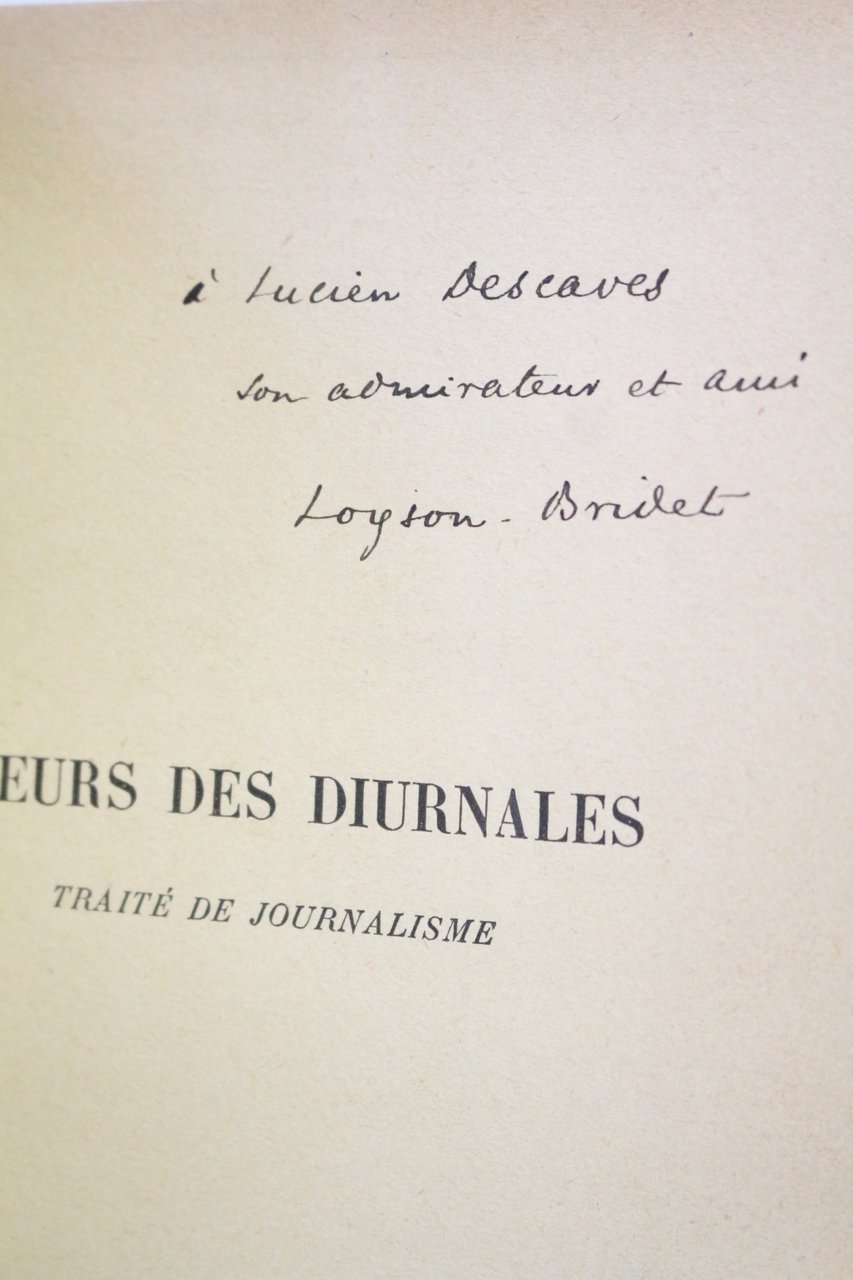 à Lucien Descaves
son admirateur et ami
Loyson-Bridet
EURS DES DIURNALES
TRAITÉ DE JOURNALISME